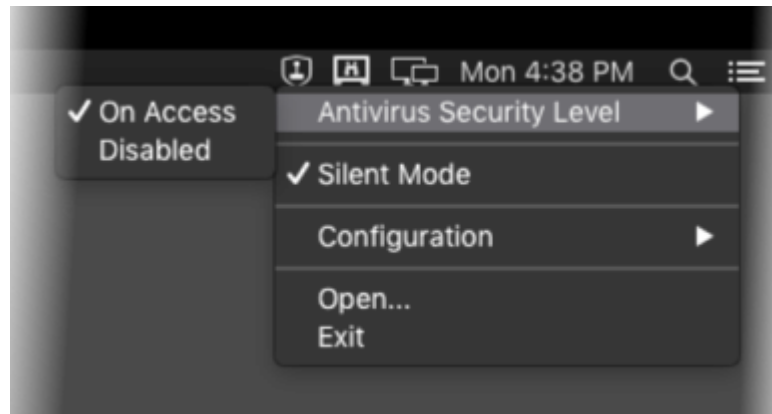 Mon 4:38 PM
On Access
Disabled
Antivirus Security Level
Silent Mode
Configuration
Open...
Exit